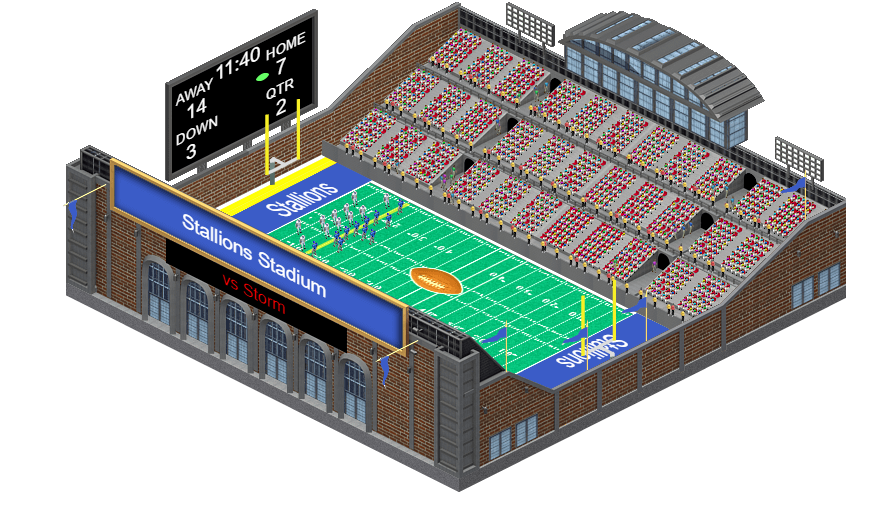 AWAY 11:40 HOME
14 7
DOWN QTR
3 2
Stallions
Stallions Stadium
vs Storm
Stallions